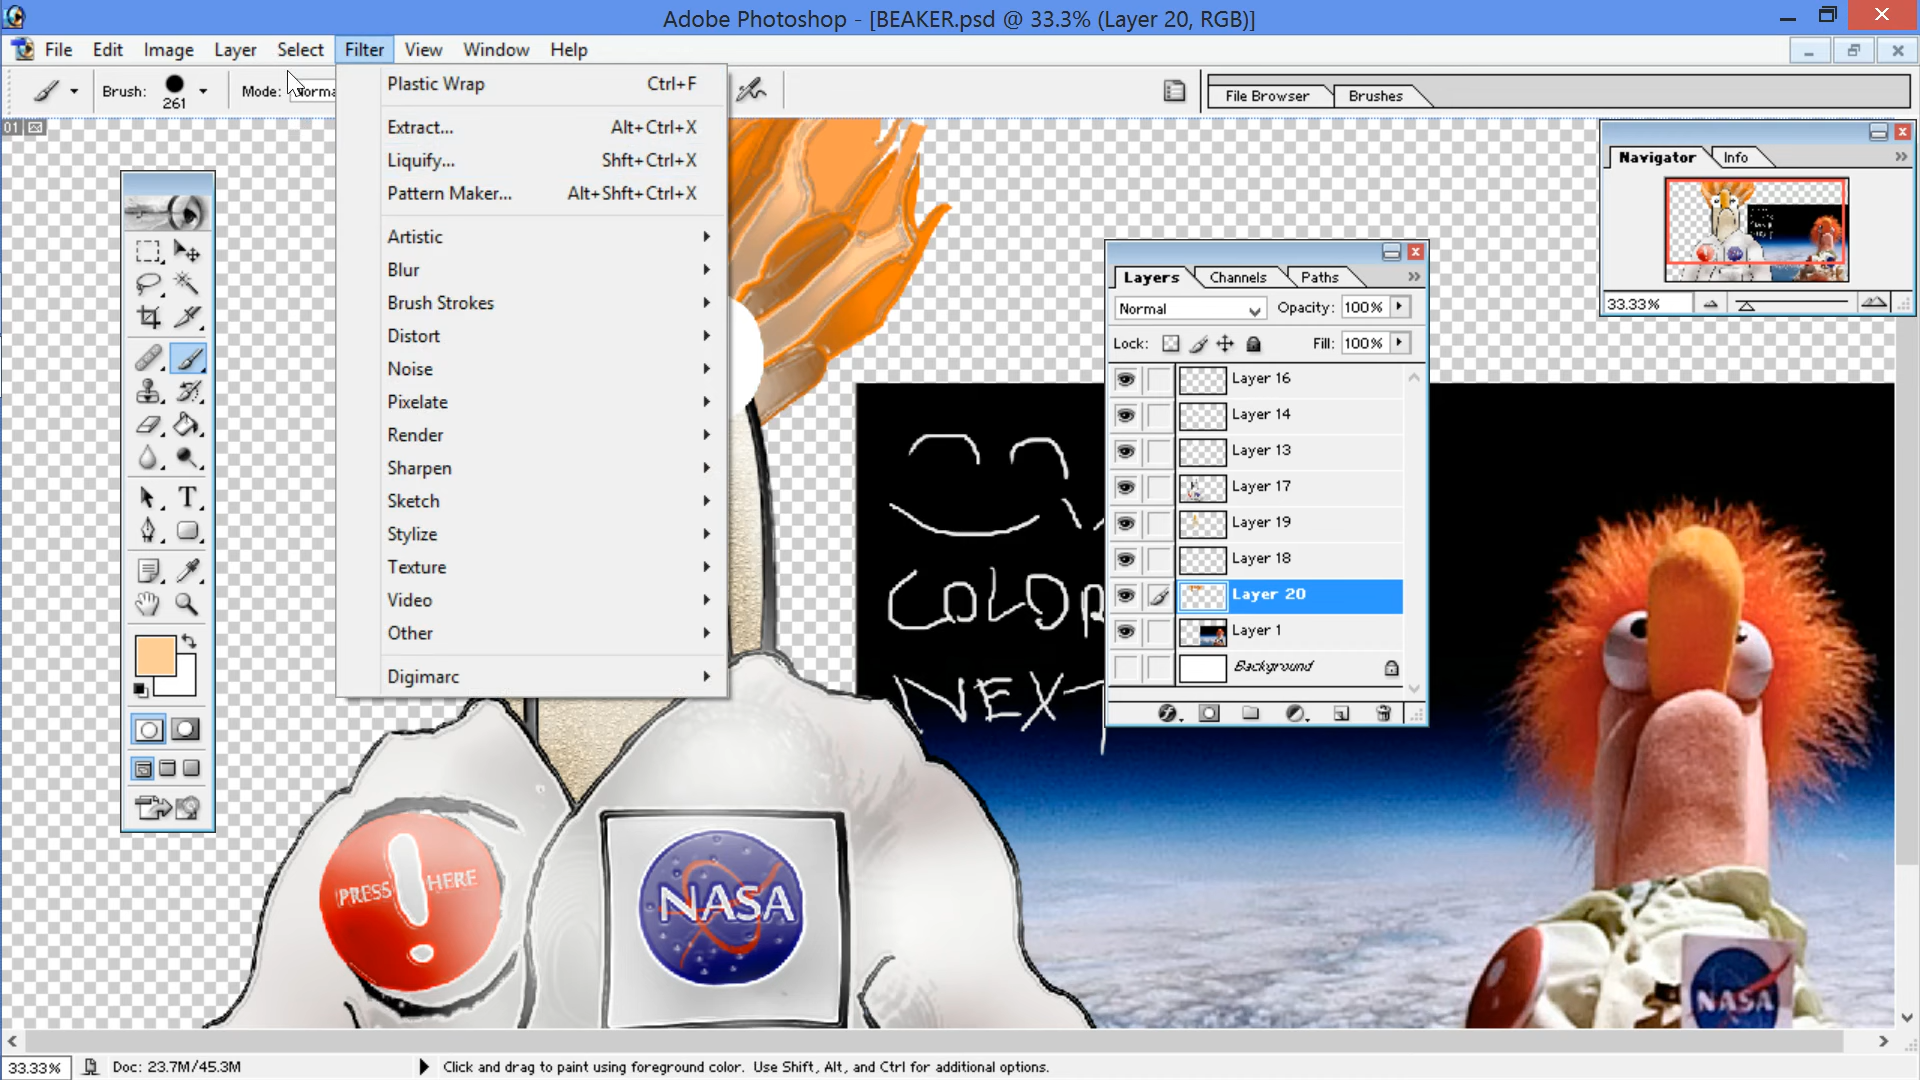 Adobe Photoshop - [BEAKER.psd @ 33.3% (Layer 20, RGB)]
File Edit Image Layer Select Filter View Window Help
Brush: 261 Mode: Norma
File Browser Brushes
01
Plastic Wrap Ctrl+F
Extract... Alt+Ctrl+X
Liquify... Shft+Ctrl+X
Pattern Maker... Alt+Shft+Ctrl+X
Artistic
Blur
Brush Strokes
Distort
Noise
Pixelate
Render
Sharpen
Sketch
Stylize
Texture
Video
Other
Digimarc
Navigator Info
33.33%
Layers Channels Paths
Normal Opacity: 100%
Lock: Fill: 100%
Layer 16
Layer 14
Layer 13
Layer 17
Layer 19
Layer 18
Layer 20
Layer 1
Background
COLOR
NEXT
PRESS HERE
NASA
NASA
33.33% Doc: 23.7M/45.3M Click and drag to paint using foreground color. Use Shift, Alt, and Ctrl for additional options.